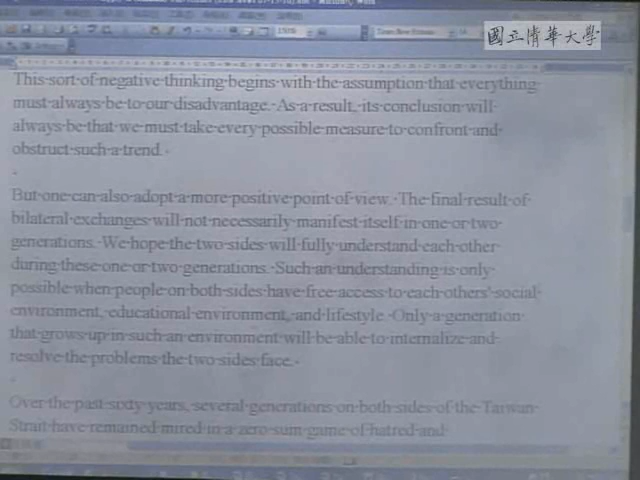 國立清華大學
150%
Times New Roman
This sort of negative thinking begins with the assumption that everything
must always be to our disadvantage. As a result, its conclusion will
always be that we must take every possible measure to confront and
obstruct such a trend.
But one can also adopt a more positive point of view. The final result of
bilateral exchanges will not necessarily manifest itself in one or two
generations. We hope the two sides will fully understand each other
during these one or two generations. Such an understanding is only
possible when people on both sides have free access to each others' social
environment, educational environment, and lifestyle. Only a generation
that grows up in such an environment will be able to internalize and
resolve the problems the two sides face.
Over the past sixty years, several generations on both sides of the Taiwan
Strait have remained mired in a zero sum game of hatred and